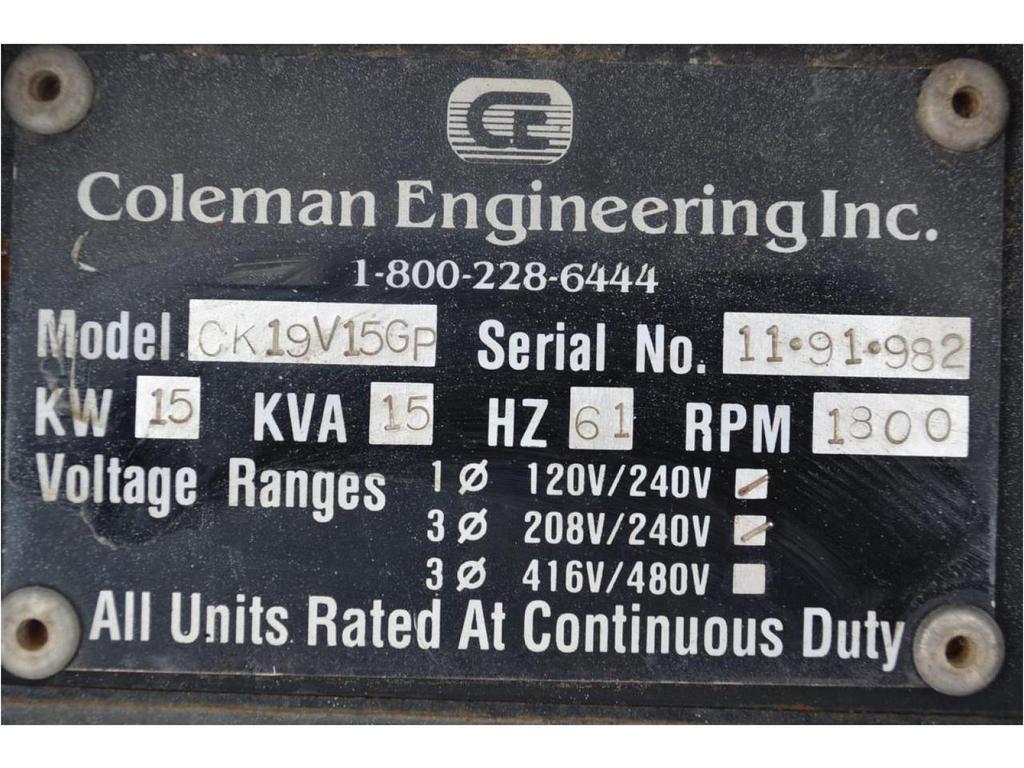 CE
Coleman Engineering Inc.
1-800-228-6444
Model CK19V15GP Serial No. 11•91•982
KW 15 KVA 15 HZ 61 RPM 1800
Voltage Ranges 1 Ø 120V/240V
3 Ø 208V/240V
3 Ø 416V/480V
All Units Rated At Continuous Duty